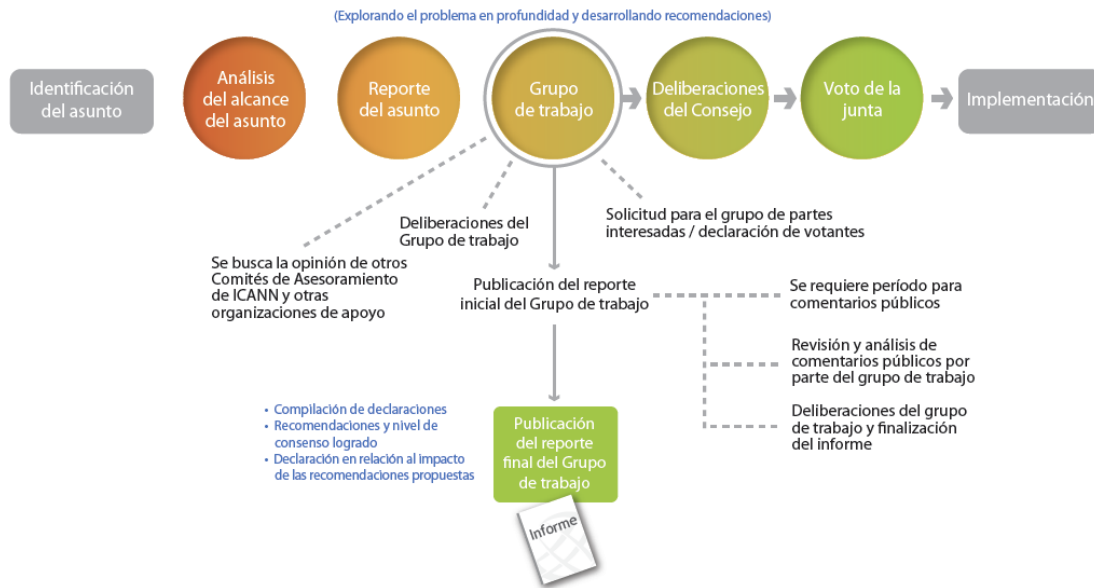 (Explorando el problema en profundidad y desarrollando recomendaciones)
Identificación
del asunto
Análisis
del alcance
del asunto
Reporte
del asunto
Grupo
de trabajo
Deliberaciones
del Consejo
Voto de la
junta
Implementación
Se busca la opinión de otros
Comités de Asesoramiento
de ICANN y otras
organizaciones de apoyo
Deliberaciones del
Grupo de trabajo
Solicitud para el grupo de partes
interesadas / declaración de votantes
Publicación del reporte
inicial del Grupo de trabajo
Se requiere período para
comentarios públicos
Revisión y análisis de
comentarios públicos por
parte del grupo de trabajo
Deliberaciones del grupo
de trabajo y finalización
del informe
• Compilación de declaraciones
• Recomendaciones y nivel de
consenso logrado
• Declaración en relación al impacto
de las recomendaciones propuestas
Publicación
del reporte
final del Grupo
de trabajo
Informe